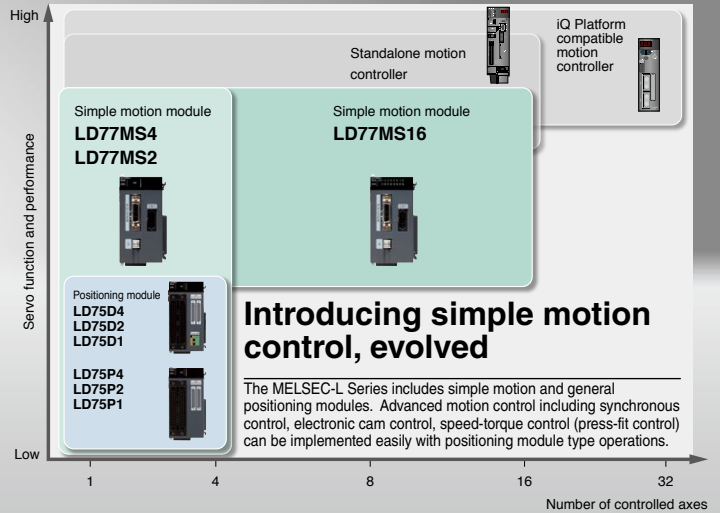 High
iQ Platform
compatible
motion
controller
Standalone motion
controller
Simple motion module
LD77MS4
LD77MS2
Simple motion module
LD77MS16
Servo function and performance
Positioning module
LD75D4
LD75D2
LD75D1
LD75P4
LD75P2
LD75P1
Introducing simple motion
control, evolved
The MELSEC-L Series includes simple motion and general
positioning modules. Advanced motion control including synchronous
control, electronic cam control, speed-torque control (press-fit control)
can be implemented easily with positioning module type operations.
Low
1
4
8
16
32
Number of controlled axes